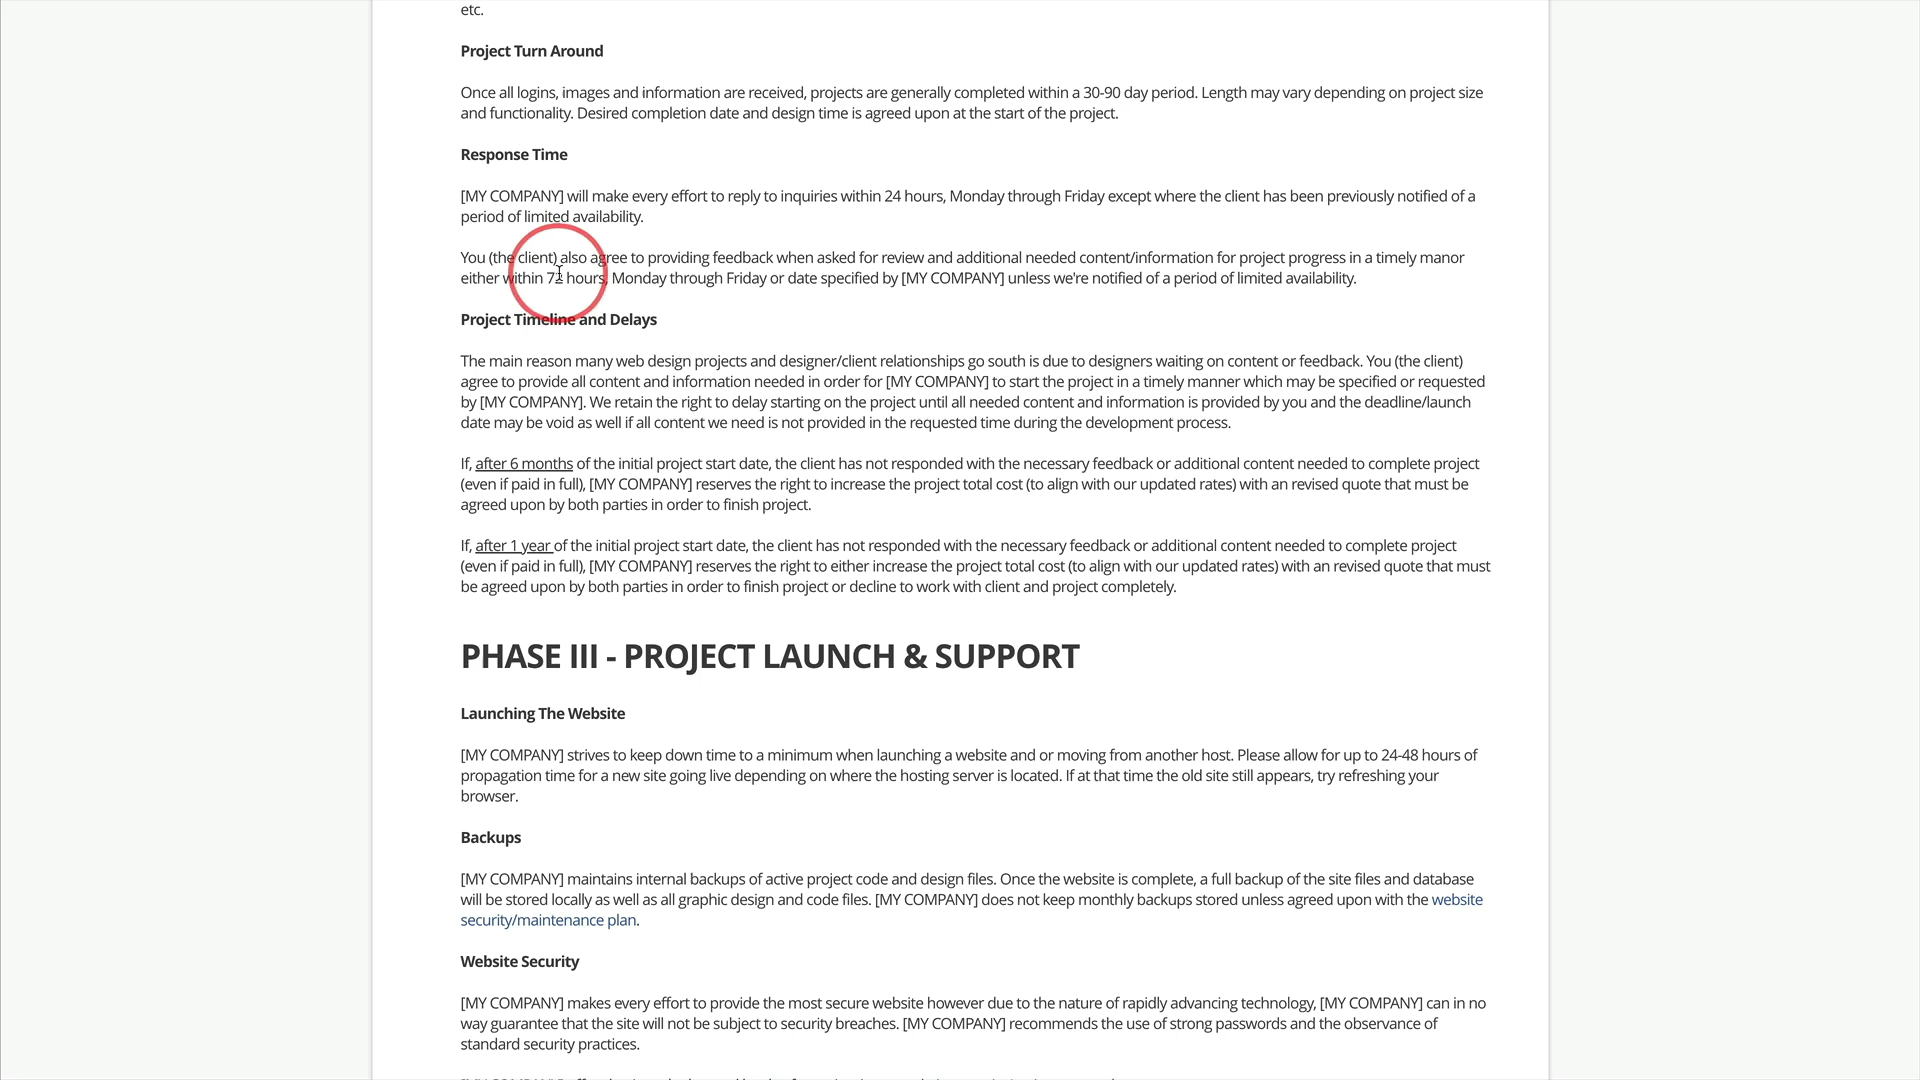 etc.
Project Turn Around
Once all logins, images and information are received, projects are generally completed within a 30-90 day period. Length may vary depending on project size
and functionality. Desired completion date and design time is agreed upon at the start of the project.
Response Time
[MY COMPANY] will make every effort to reply to inquiries within 24 hours, Monday through Friday except where the client has been previously notified of a
period of limited availability.
You (the client) also agree to providing feedback when asked for review and additional needed content/information for project progress in a timely manor
either within 72 hours, Monday through Friday or date specified by [MY COMPANY] unless we're notified of a period of limited availability.
Project Timeline and Delays
The main reason many web design projects and designer/client relationships go south is due to designers waiting on content or feedback. You (the client)
agree to provide all content and information needed in order for [MY COMPANY] to start the project in a timely manner which may be specified or requested
by [MY COMPANY]. We retain the right to delay starting on the project until all needed content and information is provided by you and the deadline/launch
date may be void as well if all content we need is not provided in the requested time during the development process.
If, after 6 months of the initial project start date, the client has not responded with the necessary feedback or additional content needed to complete project
(even if paid in full), [MY COMPANY] reserves the right to increase the project total cost (to align with our updated rates) with an revised quote that must be
agreed upon by both parties in order to finish project.
If, after 1 year of the initial project start date, the client has not responded with the necessary feedback or additional content needed to complete project
(even if paid in full), [MY COMPANY] reserves the right to either increase the project total cost (to align with our updated rates) with an revised quote that must
be agreed upon by both parties in order to finish project or decline to work with client and project completely.
PHASE III - PROJECT LAUNCH & SUPPORT
Launching The Website
[MY COMPANY] strives to keep down time to a minimum when launching a website and or moving from another host. Please allow for up to 24-48 hours of
propagation time for a new site going live depending on where the hosting server is located. If at that time the old site still appears, try refreshing your
browser.
Backups
[MY COMPANY] maintains internal backups of active project code and design files. Once the website is complete, a full backup of the site files and database
will be stored locally as well as all graphic design and code files. [MY COMPANY] does not keep monthly backups stored unless agreed upon with the website
security/maintenance plan.
Website Security
[MY COMPANY] makes every effort to provide the most secure website however due to the nature of rapidly advancing technology, [MY COMPANY] can in no
way guarantee that the site will not be subject to security breaches. [MY COMPANY] recommends the use of strong passwords and the observance of
standard security practices.